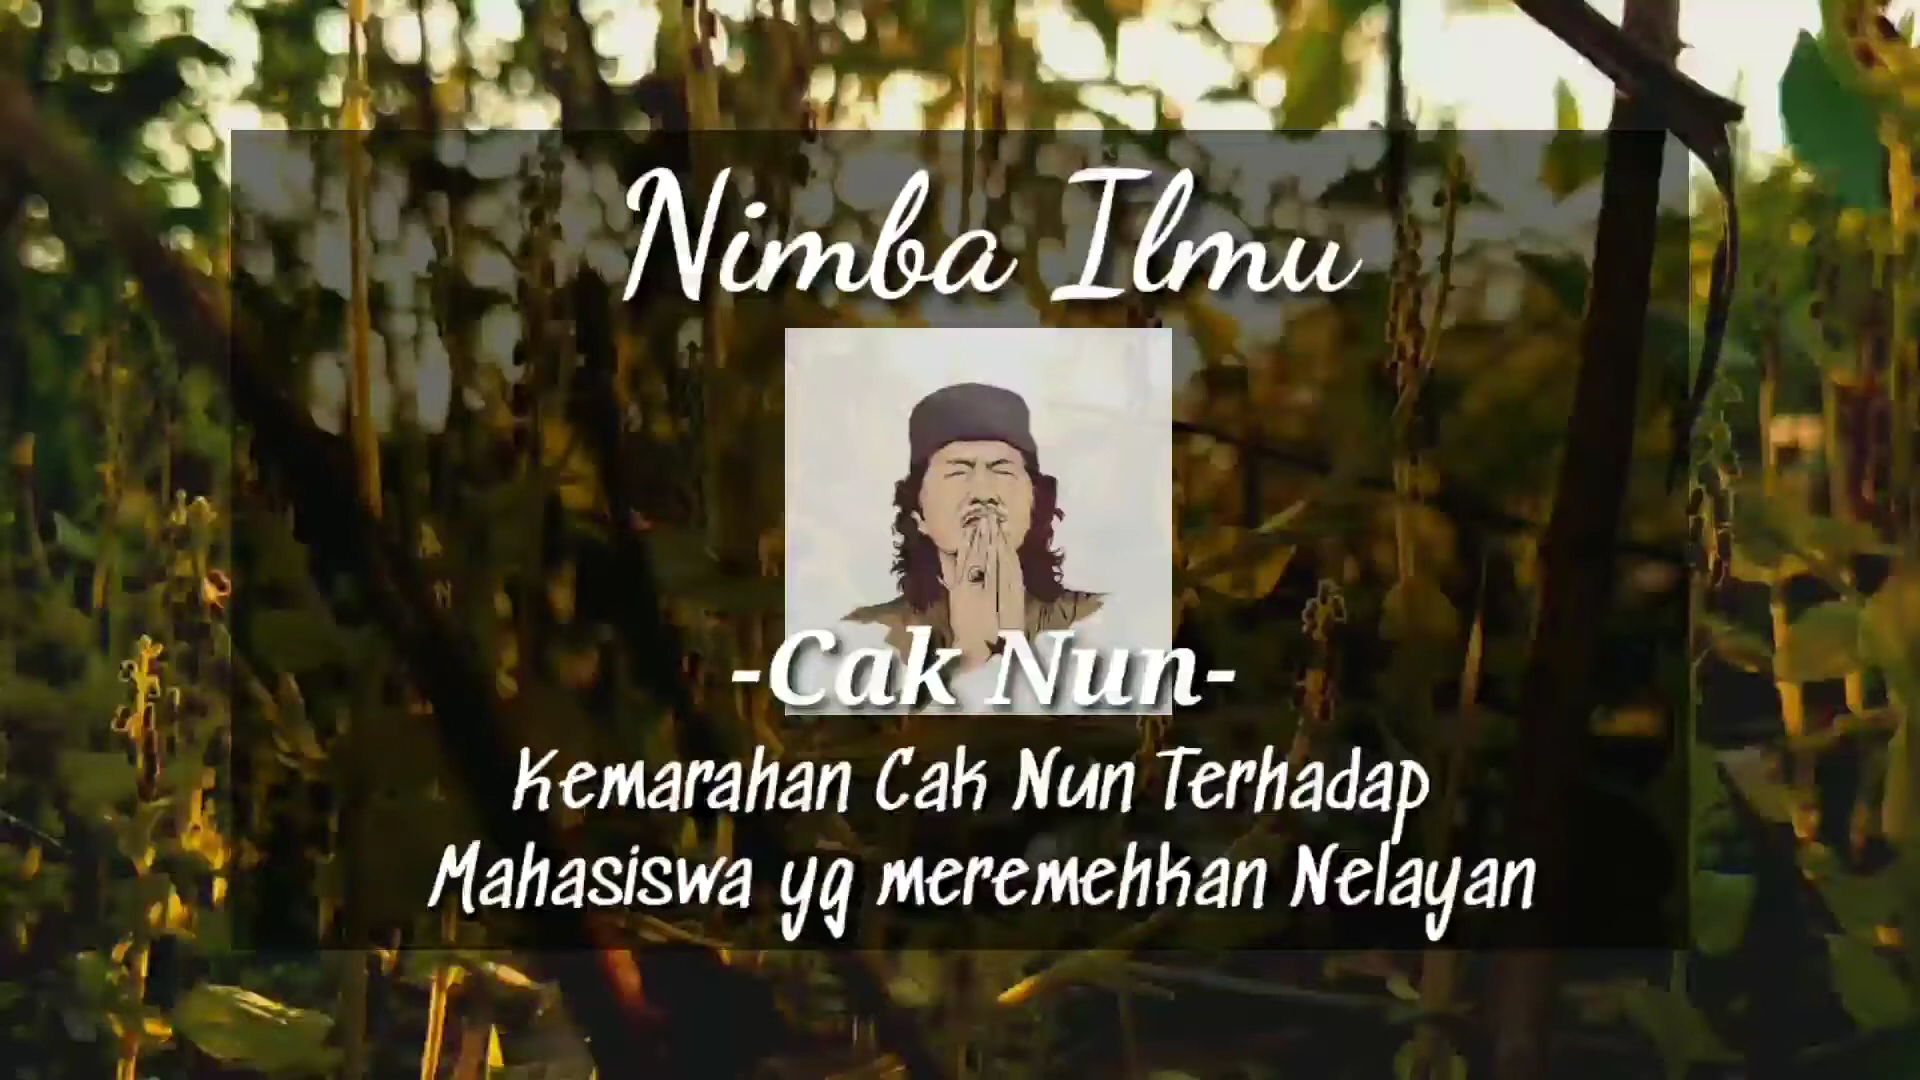 Nimba Ilmu
-Cak Nun-
Kemarahan Cak Nun Terhadap
Mahasiswa yg meremehkan Nelayan